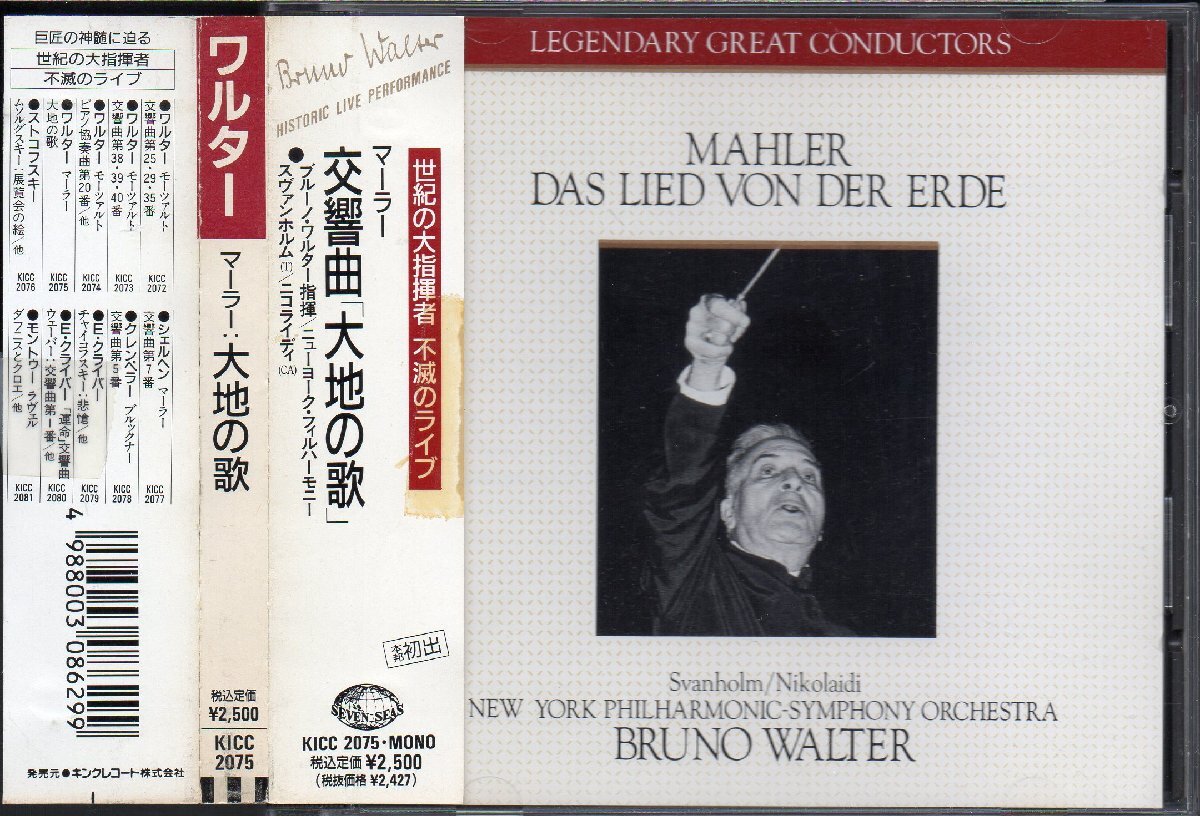 巨匠の神髄に迫る
世紀の大指揮者
不滅のライブ
●ワルター モーツァルト
交響曲第25・29・35番
KICC
2072
●ワルター モーツァルト
交響曲第38・39・40番
KICC
2073
●ワルター モーツァルト
ピアノ協奏曲第20番/他
KICC
2074
●ワルター マーラー
大地の歌
KICC
2075
●ストコフスキー
ムソルグスキー:展覧会の絵/他
KICC
2076
●シェルヘン マーラー
交響曲第7番
KICC
2077
●クレンペラー ブルックナー
交響曲第5番
KICC
2078
●E・クライバー
チャイコフスキー:悲愴/他
KICC
2079
●E・クライバー「運命」交響曲
ウェーバー:交響曲第1番/他
KICC
2080
●モントゥー ラヴェル
ダフニスとクロエ/他
KICC
2081
4 988003 086299
発売元●キングレコード株式会社
ワルター
マーラー:大地の歌
税込定価
¥2,500
KICC
2075
Bruno Walter
HISTORIC LIVE PERFORMANCE
世紀の大指揮者 不滅のライブ
マーラー
交響曲「大地の歌」
●ブルーノ・ワルター指揮/ニューヨーク・フィルハーモニー
スヴァンホルム(T)/ニコライディ(CA)
本邦初出
SEVEN-SEAS
KICC 2075・MONO
税込定価 ¥2,500
(税抜価格 ¥2,427)
LEGENDARY GREAT CONDUCTORS
MAHLER
DAS LIED VON DER ERDE
Svanholm/Nikolaidi
NEW YORK PHILHARMONIC-SYMPHONY ORCHESTRA
BRUNO WALTER